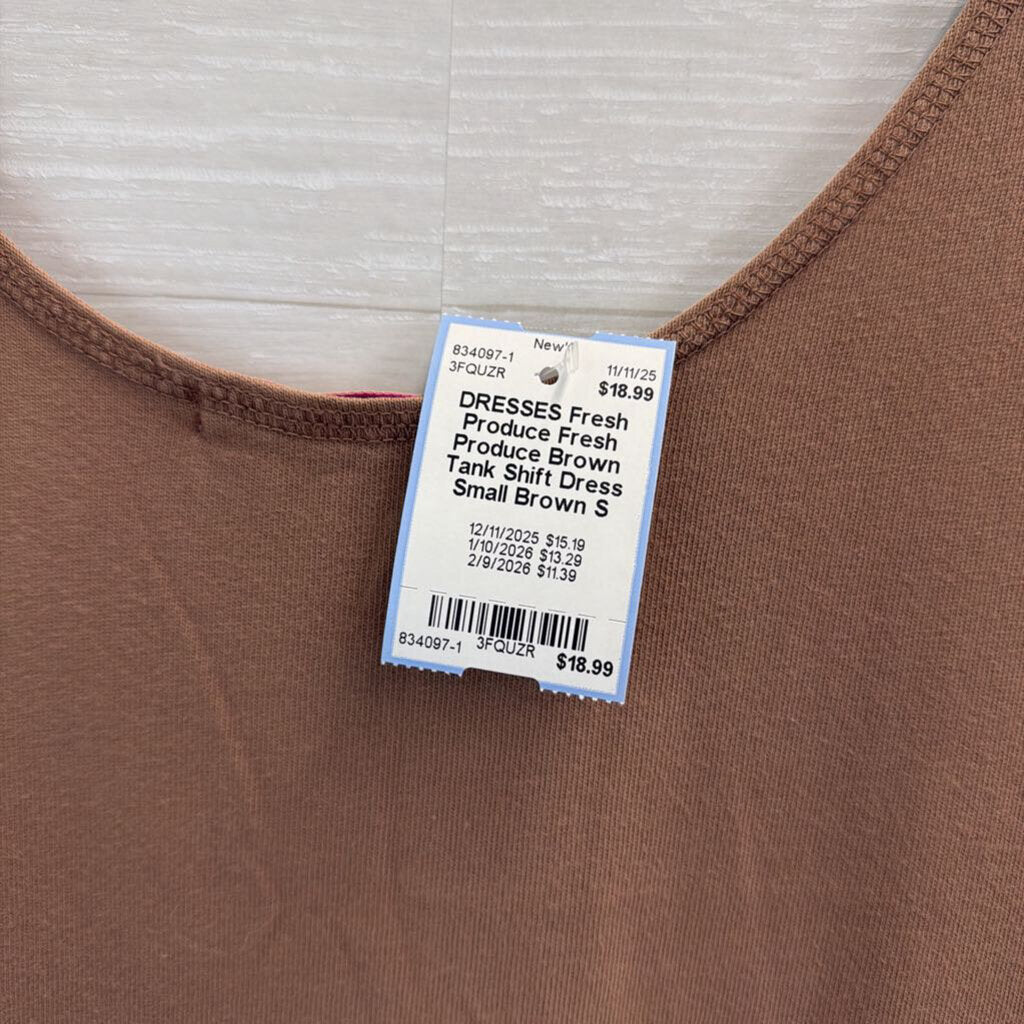 New
834097-1 11/11/25
3FQUZR $18.99
DRESSES Fresh
Produce Fresh
Produce Brown
Tank Shift Dress
Small Brown S
12/11/2025 $15.19
1/10/2026 $13.29
2/9/2026 $11.39
834097-1 3FQUZR $18.99